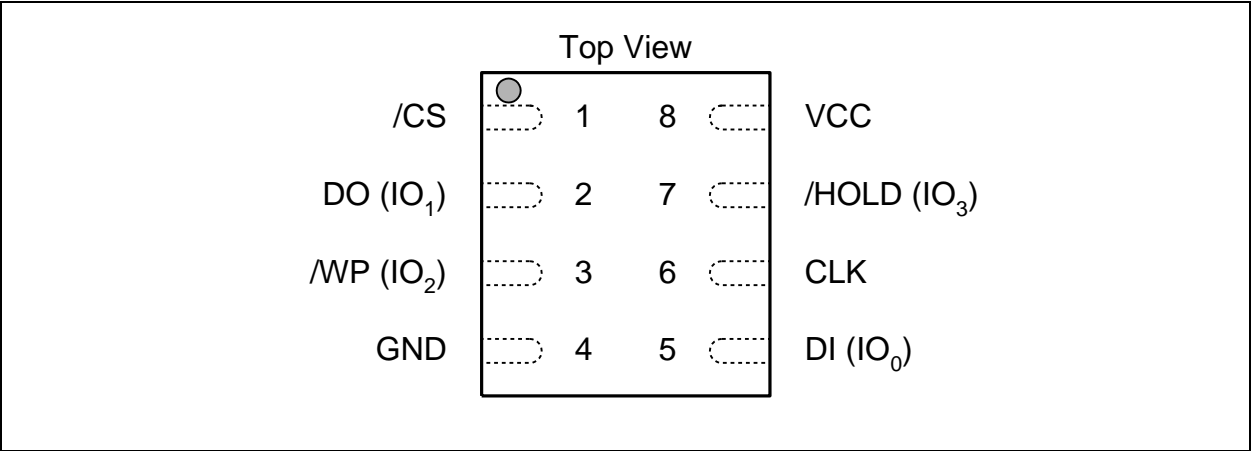 Top View
/CS 1 8 VCC
DO (IO₁) 2 7 /HOLD (IO₃)
/WP (IO₂) 3 6 CLK
GND 4 5 DI (IO₀)